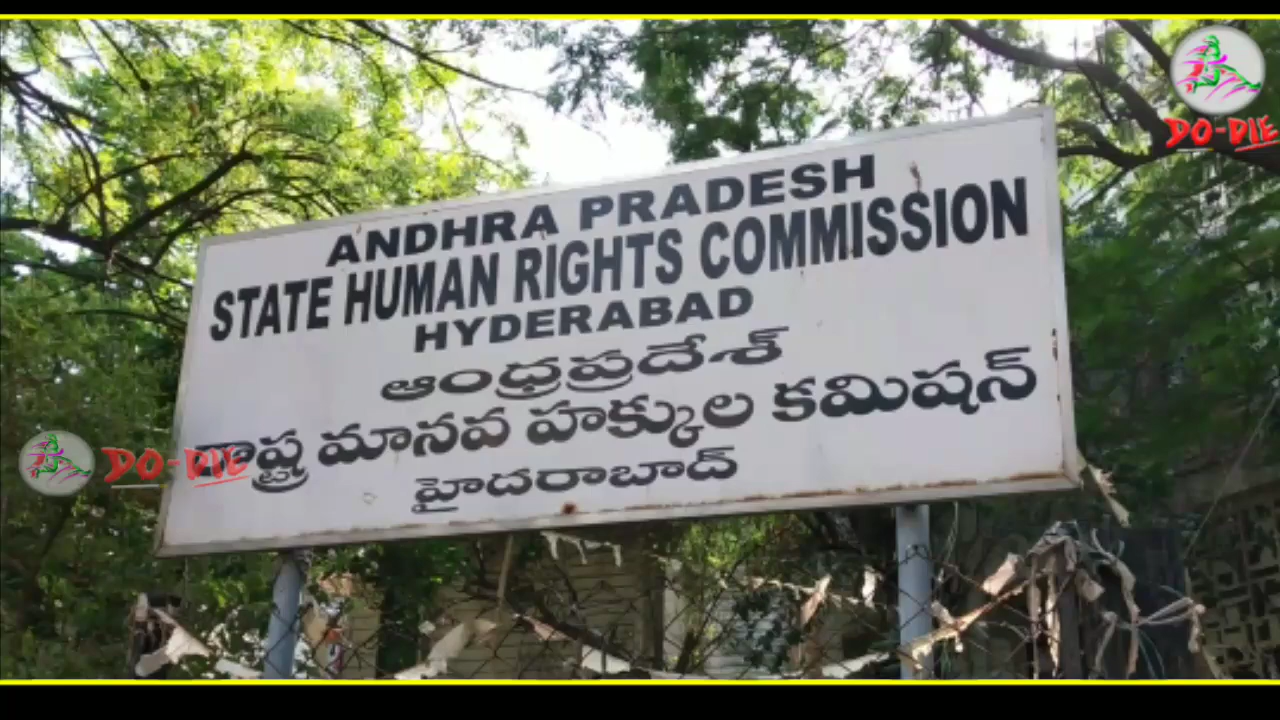 ANDHRA PRADESH
STATE HUMAN RIGHTS COMMISSION
HYDERABAD
ఆంధ్రప్రదేశ్
రాష్ట్ర మానవ హక్కుల కమిషన్
హైదరాబాద్
DO-DIE
DO-DIE